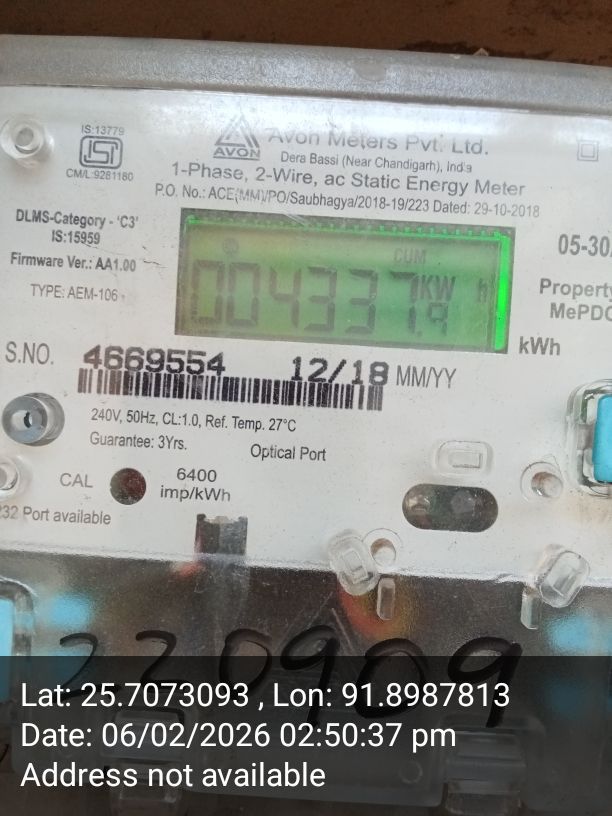 IS:13779
ISI
CM/L:9261180
AVON
Avon Meters Pvt. Ltd.
Dera Bassi (Near Chandigarh), India
1-Phase, 2-Wire, ac Static Energy Meter
P.O. No.: ACE(MM)/PO/Saubhagya/2018-19/223 Dated: 29-10-2018
DLMS-Category - 'C3'
IS:15959
Firmware Ver.: AA1.00
TYPE: AEM-106
CUM
004337.9 KW h
05-30
Property
MePDC
kWh
S.NO. 4669554 12/18 MM/YY
240V, 50Hz, CL:1.0, Ref. Temp. 27°C
Guarantee: 3Yrs.
Optical Port
CAL
6400
imp/kWh
232 Port available
230909
Lat: 25.7073093 , Lon: 91.8987813
Date: 06/02/2026 02:50:37 pm
Address not available